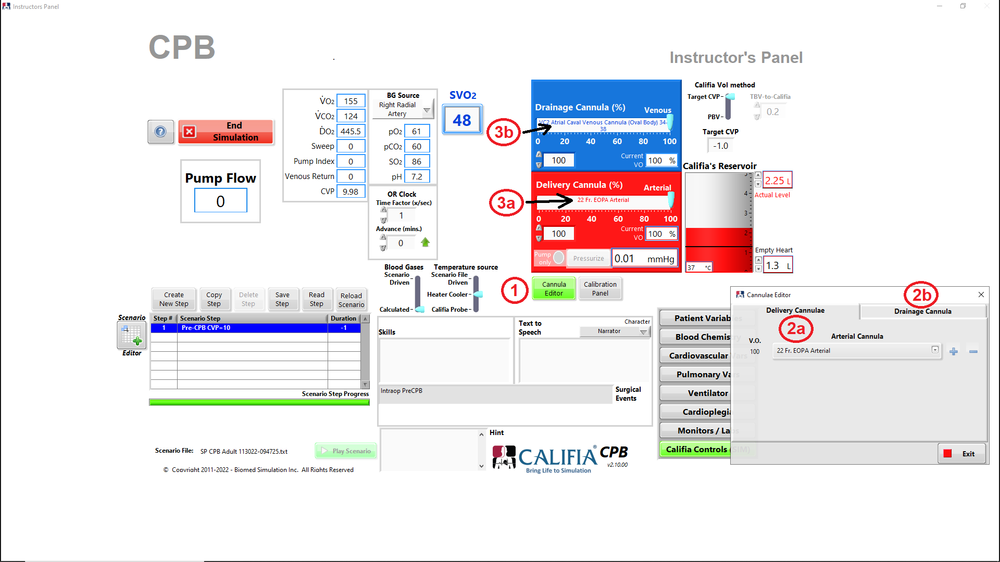 Instructors Panel
CPB
Instructor's Panel
End
Simulation
Pump Flow
0
V̇O2 155
V̇CO2 124
ḊO2 445.5
Sweep 0
Pump Index 0
Venous Return 0
CVP 9.98
BG Source
Right Radial
Artery
pO2 61
pCO2 60
SO2 86
pH 7.2
OR Clock
Time Factor (x/sec)
1
Advance (mins.)
0
SVO2
48
3b
Drainage Cannula (%)
Venous
VC2 Atrial Caval Venous Cannula (Oval Body) 34-
38
0 20 40 60 80 100
100
Current
VO
100 %
3a
Delivery Cannula (%)
Arterial
22 Fr. EOPA Arterial
0 20 40 60 80 100
100
Current
VO
100 %
Pump
only
Pressurize
0.01 mmHg
Califia Vol method
Target CVP
PBV
TBV-to-Califia
0.2
Target CVP
-1.0
Califia's Reservoir
4
3
2
1
2.25 L
Actual Level
Empty Heart
1.3 L
37 °C
Blood Gases
Scenario
Driven
Calculated
Temperature source
Scenario File
Driven
Heater Cooler
Califia Probe
1
Cannula
Editor
Calibration
Panel
Create
New Step
Copy
Step
Delete
Step
Save
Step
Read
Step
Reload
Scenario
Scenario
Editor
Step # Scenario Step Duration
1 Pre-CPB CVP=10 -1
Scenario Step Progress
Skills
Text to
Speech
Character
Narrator
Intraop PreCPB
Surgical
Events
Hint
Scenario File: SP CPB Adult 113022-094725.txt
Play Scenario
© Copyright 2011-2022 - Biomed Simulation Inc. All Rights Reserved
CALIFIA® CPB
v2.10.00
Bring Life to Simulation
Patient Variab
Blood Chemis
Cardiovascular Vars
Pulmonary Vars
Ventilator
Cardioplegia
Monitors / Labs
Califia Controls (SIM)
Cannulae Editor
2b
Delivery Cannulae
Drainage Cannula
2a
Arterial Cannula
V.O.
100
22 Fr. EOPA Arterial
Exit